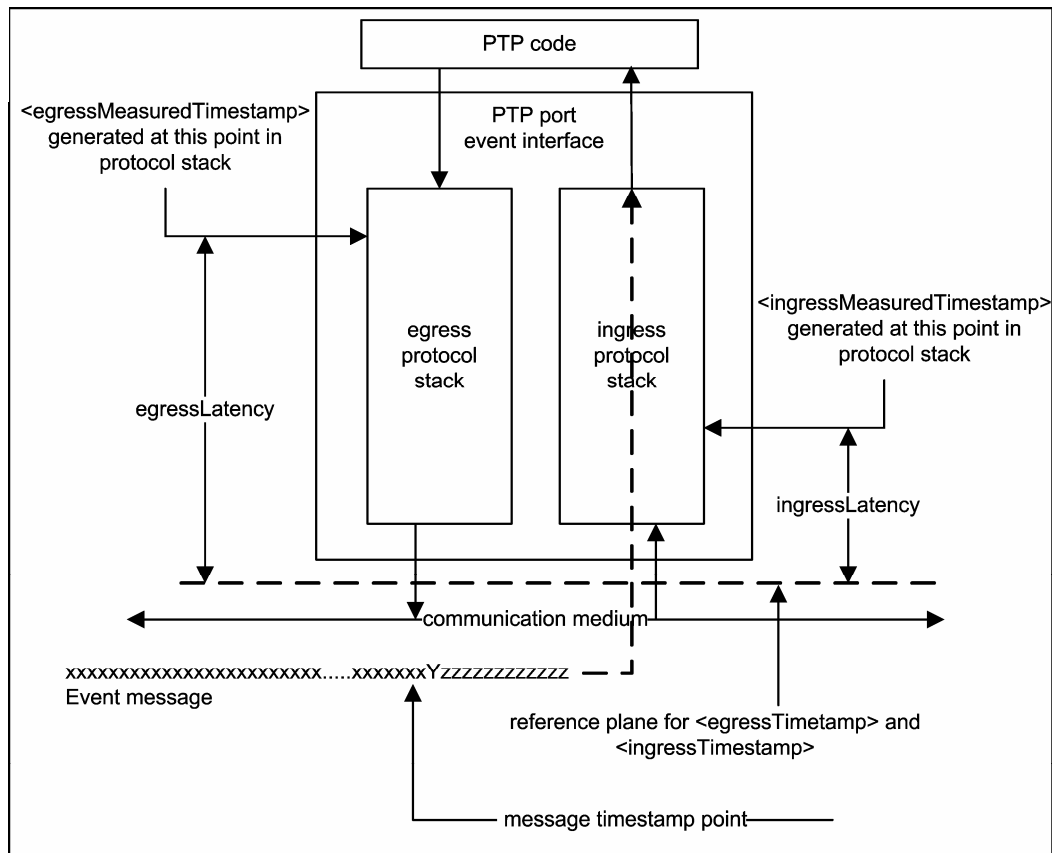 PTP code
<egressMeasuredTimestamp>
generated at this point in
protocol stack
PTP port
event interface
<ingressMeasuredTimestamp>
generated at this point in
protocol stack
egress
protocol
stack
ingress
protocol
stack
egressLatency
ingressLatency
communication medium
xxxxxxxxxxxxxxxxxxxxxxxx.....xxxxxxxYzzzzzzzzzzzz
Event message
reference plane for <egressTimetamp> and
<ingressTimestamp>
message timestamp point